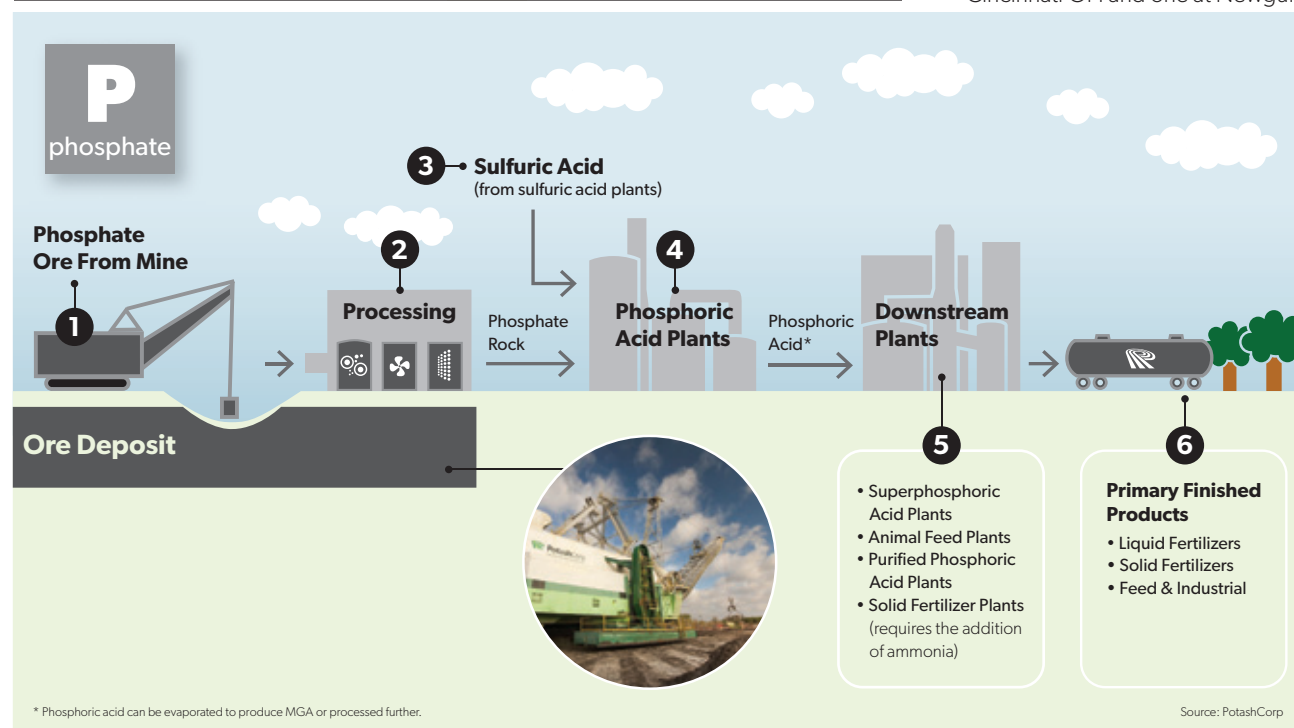 P
phosphate
3
Sulfuric Acid
(from sulfuric acid plants)
Phosphate
Ore From Mine
1
2
Processing
Phosphate
Rock
4
Phosphoric
Acid Plants
Phosphoric
Acid*
Downstream
Plants
Ore Deposit
PotashCorp
5
• Superphosphoric
Acid Plants
• Animal Feed Plants
• Purified Phosphoric
Acid Plants
• Solid Fertilizer Plants
(requires the addition
of ammonia)
6
Primary Finished
Products
• Liquid Fertilizers
• Solid Fertilizers
• Feed & Industrial
* Phosphoric acid can be evaporated to produce MGA or processed further.
Source: PotashCorp